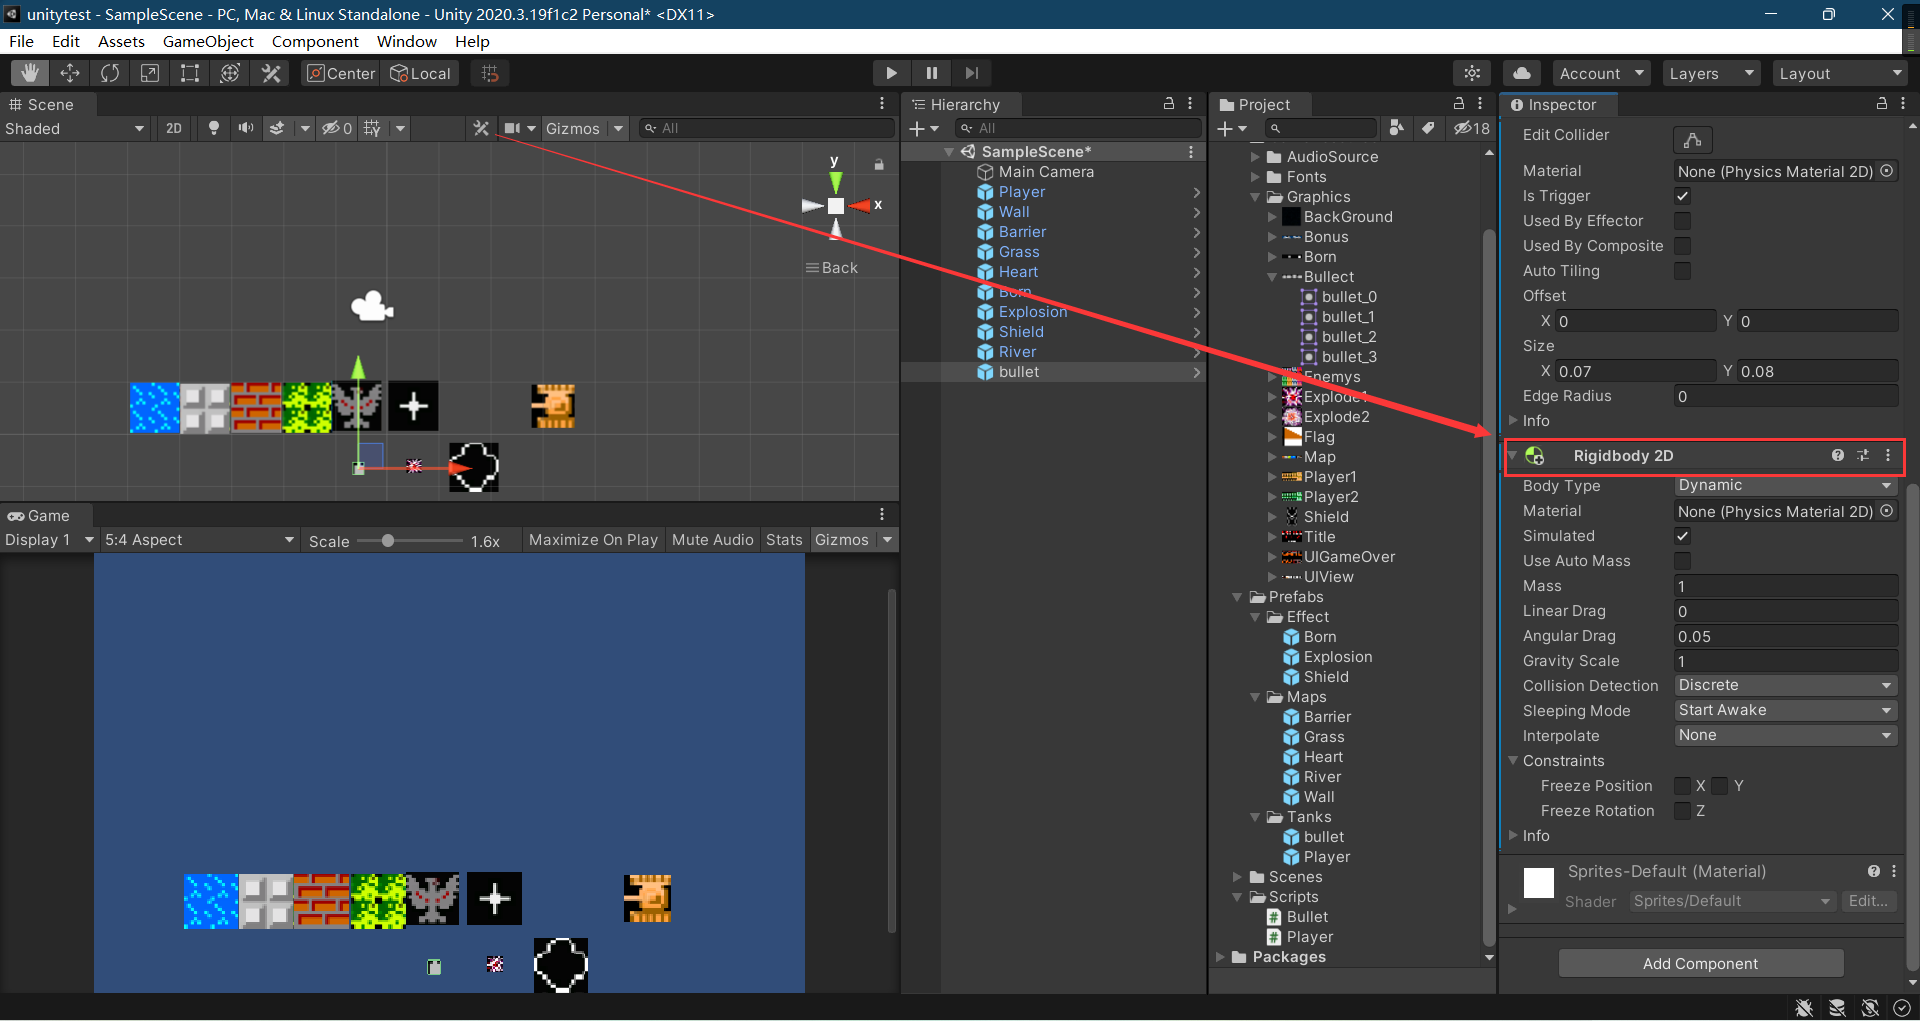 unitytest - SampleScene - PC, Mac & Linux Standalone - Unity 2020.3.19f1c2 Personal* <DX11>
File Edit Assets GameObject Component Window Help
Center Local
Account Layers Layout
Scene
Shaded 2D 0 Gizmos All
y
x
Back
Game
Display 1 5:4 Aspect Scale 1.6x Maximize On Play Mute Audio Stats Gizmos
Hierarchy
All
SampleScene*
Main Camera
Player
Wall
Barrier
Grass
Heart
Born
Explosion
Shield
River
bullet
Project
18
AudioSource
Fonts
Graphics
BackGround
Bonus
Born
Bullect
bullet_0
bullet_1
bullet_2
bullet_3
Enemys
Explode1
Explode2
Flag
Map
Player1
Player2
Shield
Title
UIGameOver
UIView
Prefabs
Effect
Born
Explosion
Shield
Maps
Barrier
Grass
Heart
River
Wall
Tanks
bullet
Player
Scenes
Scripts
Bullet
Player
Packages
Inspector
Edit Collider
Material None (Physics Material 2D)
Is Trigger
Used By Effector
Used By Composite
Auto Tiling
Offset
X 0 Y 0
Size
X 0.07 Y 0.08
Edge Radius 0
Info
Rigidbody 2D
Body Type Dynamic
Material None (Physics Material 2D)
Simulated
Use Auto Mass
Mass 1
Linear Drag 0
Angular Drag 0.05
Gravity Scale 1
Collision Detection Discrete
Sleeping Mode Start Awake
Interpolate None
Constraints
Freeze Position X Y
Freeze Rotation Z
Info
Sprites-Default (Material)
Shader Sprites/Default Edit...
Add Component